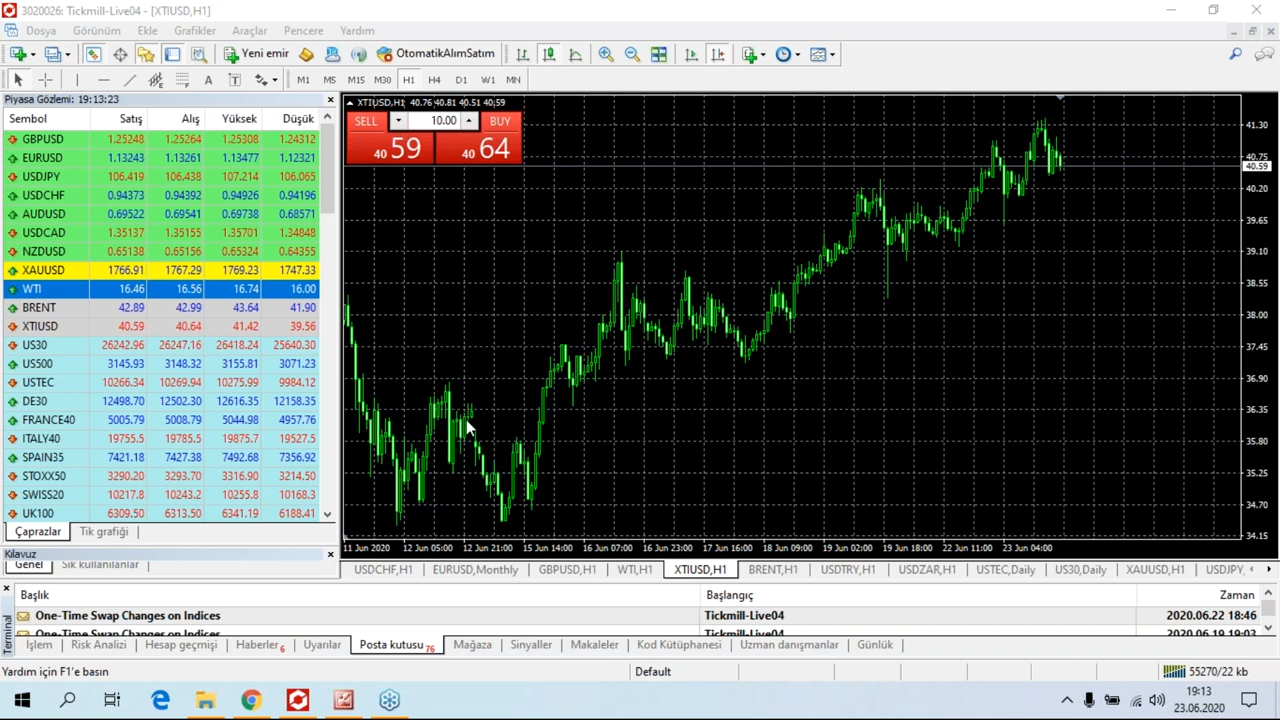 3020026: Tickmill-Live04 - [XTIUSD,H1]
Dosya Görünüm Ekle Grafikler Araçlar Pencere Yardım
Yeni emir OtomatikAlımSatım
A T M1 M5 M15 M30 H1 H4 D1 W1 MN
Piyasa Gözlemi: 19:13:23
Sembol Satış Alış Yüksek Düşük
GBPUSD 1.25248 1.25264 1.25308 1.24312
EURUSD 1.13243 1.13261 1.13477 1.12321
USDJPY 106.419 106.438 107.214 106.065
USDCHF 0.94373 0.94392 0.94926 0.94196
AUDUSD 0.69522 0.69541 0.69738 0.68571
USDCAD 1.35137 1.35155 1.35701 1.34848
NZDUSD 0.65138 0.65156 0.65324 0.64355
XAUUSD 1766.91 1767.29 1769.23 1747.33
WTI 16.46 16.56 16.74 16.00
BRENT 42.89 42.99 43.64 41.90
XTIUSD 40.59 40.64 41.42 39.56
US30 26242.96 26247.16 26418.24 25640.30
US500 3145.93 3148.32 3155.81 3071.23
USTEC 10266.34 10269.94 10275.99 9984.12
DE30 12498.70 12502.30 12616.35 12158.35
FRANCE40 5005.79 5008.79 5044.98 4957.76
ITALY40 19755.5 19785.5 19875.7 19527.5
SPAIN35 7421.18 7427.38 7492.68 7356.92
STOXX50 3290.20 3293.70 3316.90 3214.50
SWISS20 10217.8 10243.2 10255.8 10168.3
UK100 6309.50 6313.50 6341.19 6188.41
Çaprazlar Tik grafiği
Kılavuz
Genel Sık kullanılanlar
XTIUSD,H1 40.76 40.81 40.51 40.59
SELL 10.00 BUY
40 59 40 64
41.30
40.75
40.59
40.20
39.65
39.10
38.55
38.00
37.45
36.90
36.35
35.80
35.25
34.70
34.15
11 Jun 2020 12 Jun 05:00 12 Jun 21:00 15 Jun 14:00 16 Jun 07:00 16 Jun 23:00 17 Jun 16:00 18 Jun 09:00 19 Jun 02:00 19 Jun 18:00 22 Jun 11:00 23 Jun 04:00
USDCHF,H1 EURUSD,Monthly GBPUSD,H1 WTI,H1 XTIUSD,H1 BRENT,H1 USDTRY,H1 USDZAR,H1 USTEC,Daily US30,Daily XAUUSD,H1 USDJPY,
Başlık Başlangıç Zaman
One-Time Swap Changes on Indices Tickmill-Live04 2020.06.22 18:46
One-Time Swap Changes on Indices Tickmill-Live04 2020.06.19 19:03
Terminal
İşlem Risk Analizi Hesap geçmişi Haberler 6 Uyarılar Posta kutusu 76 Mağaza Sinyaller Makaleler Kod Kütüphanesi Uzman danışmanlar Günlük
Yardım için F1'e basın Default 55270/22 kb
19:13
23.06.2020